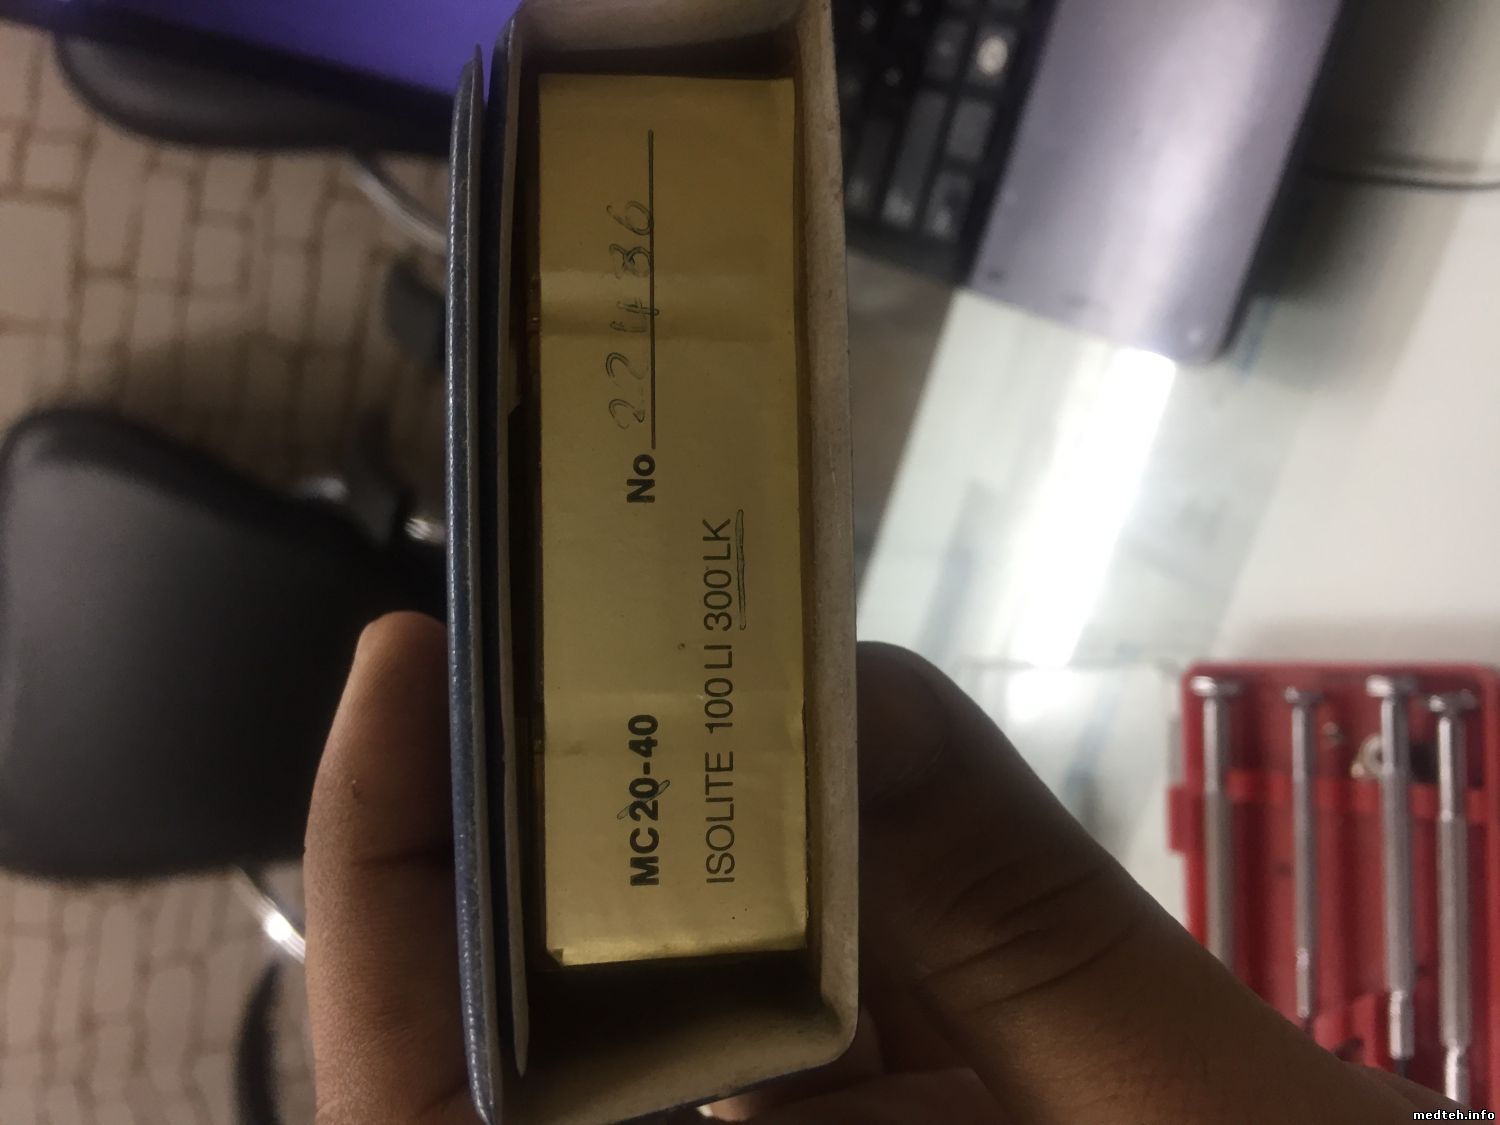 MC20-40 No 22436
ISOLITE 100 LI 300 LK
medteh.info